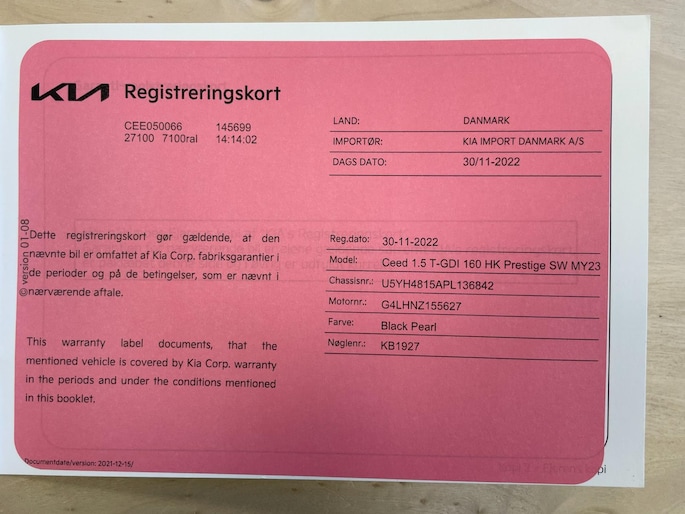 KIA Registreringskort
CEE050066 145699
27100 7100ral 14:14:02
LAND: DANMARK
IMPORTØR: KIA IMPORT DANMARK A/S
DAGS DATO: 30/11-2022
© version 01-08
Dette registreringskort gør gældende, at den
nævnte bil er omfattet af Kia Corp. fabriksgarantier i
de perioder og på de betingelser, som er nævnt i
nærværende aftale.
This warranty label documents, that the
mentioned vehicle is covered by Kia Corp. warranty
in the periods and under the conditions mentioned
in this booklet.
Reg.dato: 30-11-2022
Model: Ceed 1.5 T-GDI 160 HK Prestige SW MY23
Chassisnr.: U5YH4815APL136842
Motornr.: G4LHNZ155627
Farve: Black Pearl
Nøglenr.: KB1927
Documentdate/version: 2021-12-15/